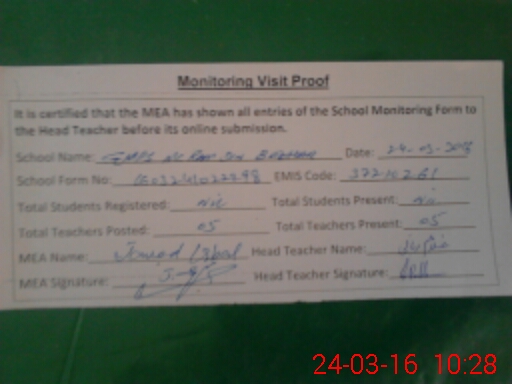 Monitoring Visit Proof
It is certified that the MEA has shown all entries of the School Monitoring Form to
the Head Teacher before its online submission.
School Name: GMPS Date: 24-03-
School Form No: EMIS Code:
Total Students Registered: Nil Total Students Present: Nil
Total Teachers Posted: 05 Total Teachers Present: 05
MEA Name: Jawad Iqbal Head Teacher Name:
MEA Signature: Head Teacher Signature:
24-03-16 10:28